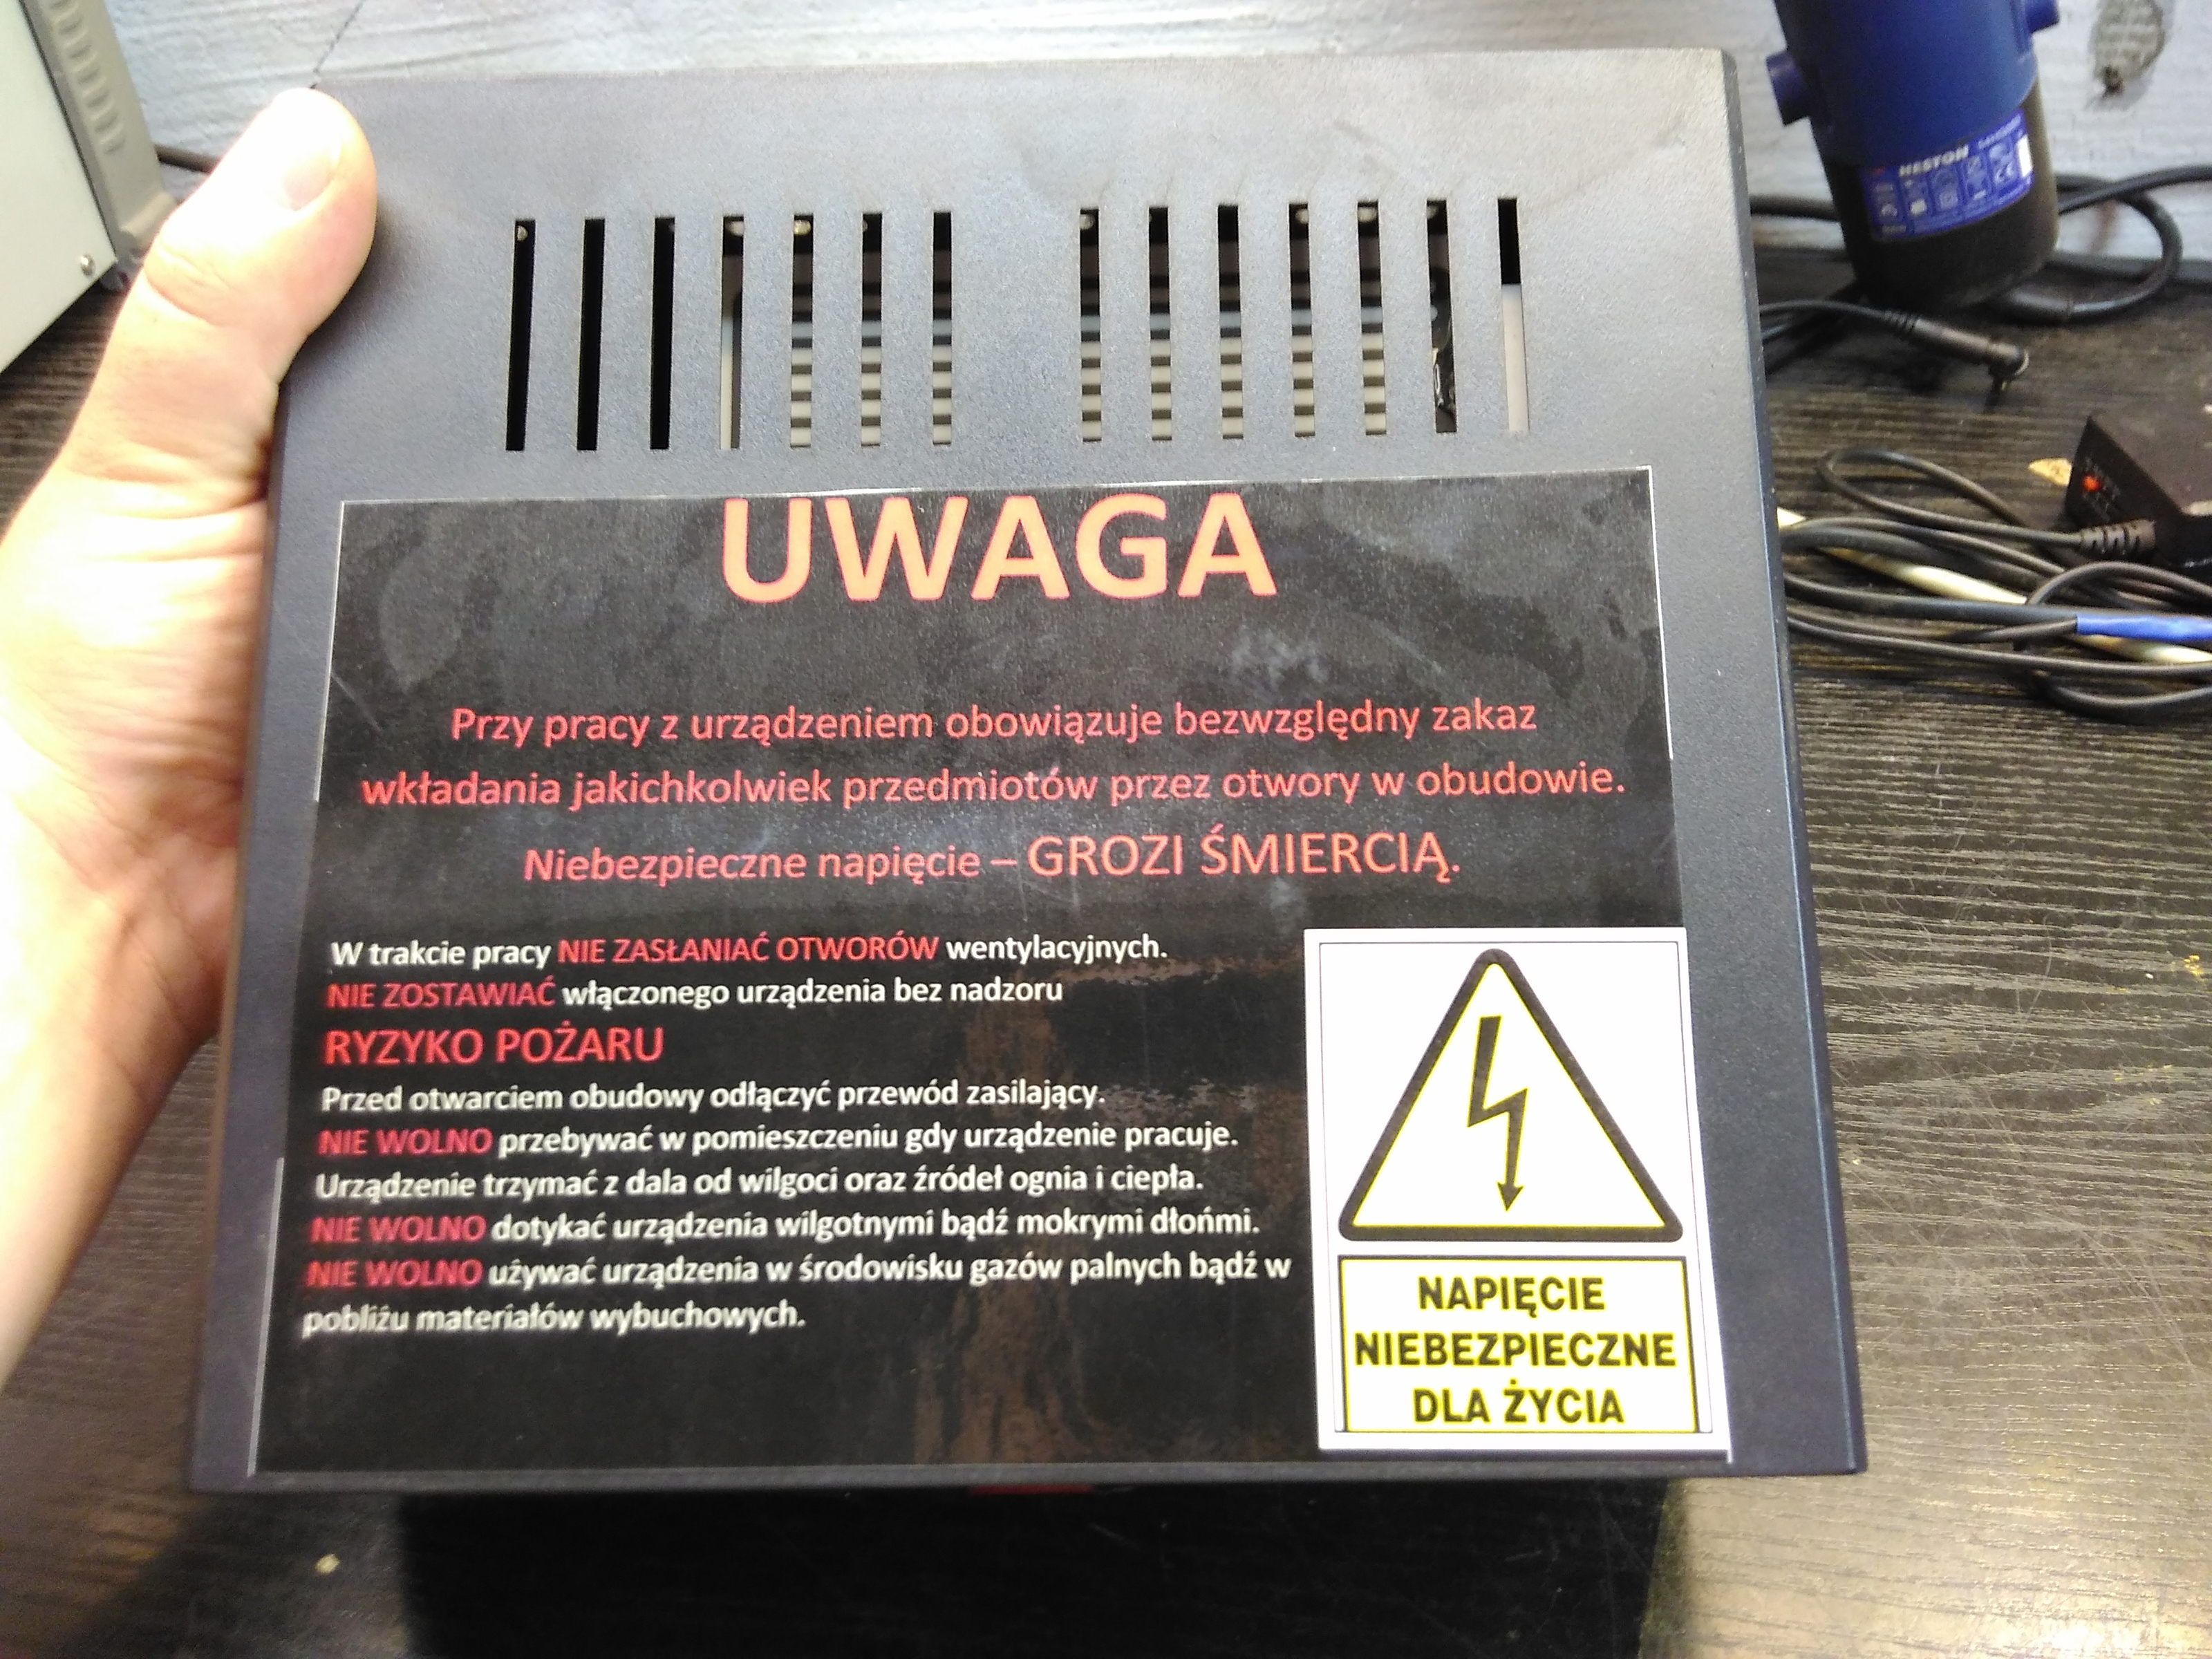 UWAGA
Przy pracy z urządzeniem obowiązuje bezwzględny zakaz
wkładania jakichkolwiek przedmiotów przez otwory w obudowie.
Niebezpieczne napięcie – GROZI ŚMIERCIĄ.
W trakcie pracy NIE ZASŁANIAĆ OTWORÓW wentylacyjnych.
NIE ZOSTAWIAĆ włączonego urządzenia bez nadzoru
RYZYKO POŻARU
Przed otwarciem obudowy odłączyć przewód zasilający.
NIE WOLNO przebywać w pomieszczeniu gdy urządzenie pracuje.
Urządzenie trzymać z dala od wilgoci oraz źródeł ognia i ciepła.
NIE WOLNO dotykać urządzenia wilgotnymi bądź mokrymi dłońmi.
NIE WOLNO używać urządzenia w środowisku gazów palnych bądź w
pobliżu materiałów wybuchowych.
NAPIĘCIE
NIEBEZPIECZNE
DLA ŻYCIA
HESTON